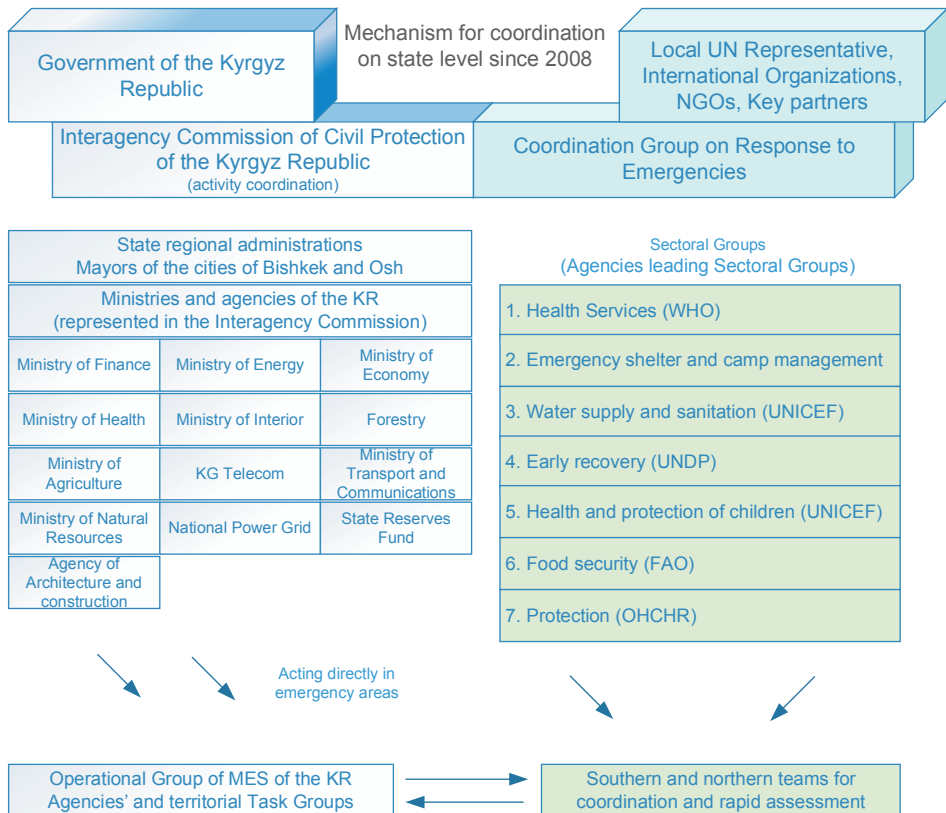 Government of the Kyrgyz
Republic
Mechanism for coordination
on state level since 2008
Local UN Representative,
International Organizations,
NGOs, Key partners
Interagency Commission of Civil Protection
of the Kyrgyz Republic
(activity coordination)
Coordination Group on Response to
Emergencies
State regional administrations
Mayors of the cities of Bishkek and Osh
Ministries and agencies of the KR
(represented in the Interagency Commission)
Ministry of Finance
Ministry of Energy
Ministry of
Economy
Ministry of Health
Ministry of Interior
Forestry
Ministry of
Agriculture
KG Telecom
Ministry of
Transport and
Communications
Ministry of Natural
Resources
National Power Grid
State Reserves
Fund
Agency of
Architecture and
construction
Sectoral Groups
(Agencies leading Sectoral Groups)
1. Health Services (WHO)
2. Emergency shelter and camp management
3. Water supply and sanitation (UNICEF)
4. Early recovery (UNDP)
5. Health and protection of children (UNICEF)
6. Food security (FAO)
7. Protection (OHCHR)
Acting directly in
emergency areas
Operational Group of MES of the KR
Agencies' and territorial Task Groups
Southern and northern teams for
coordination and rapid assessment